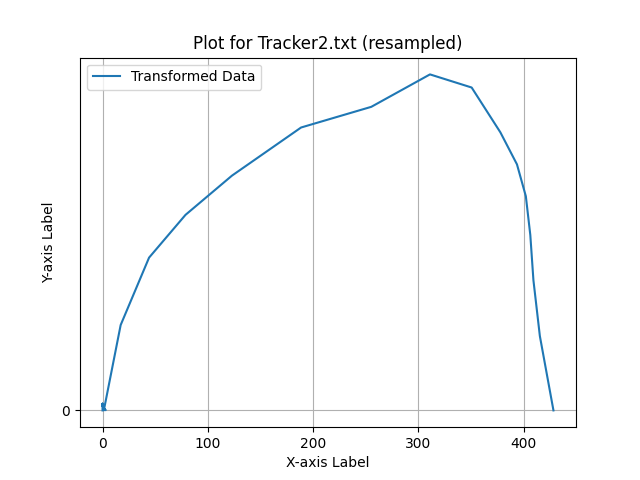 Plot for Tracker2.txt (resampled)
Transformed Data
Y-axis Label
0
0 100 200 300 400
X-axis Label